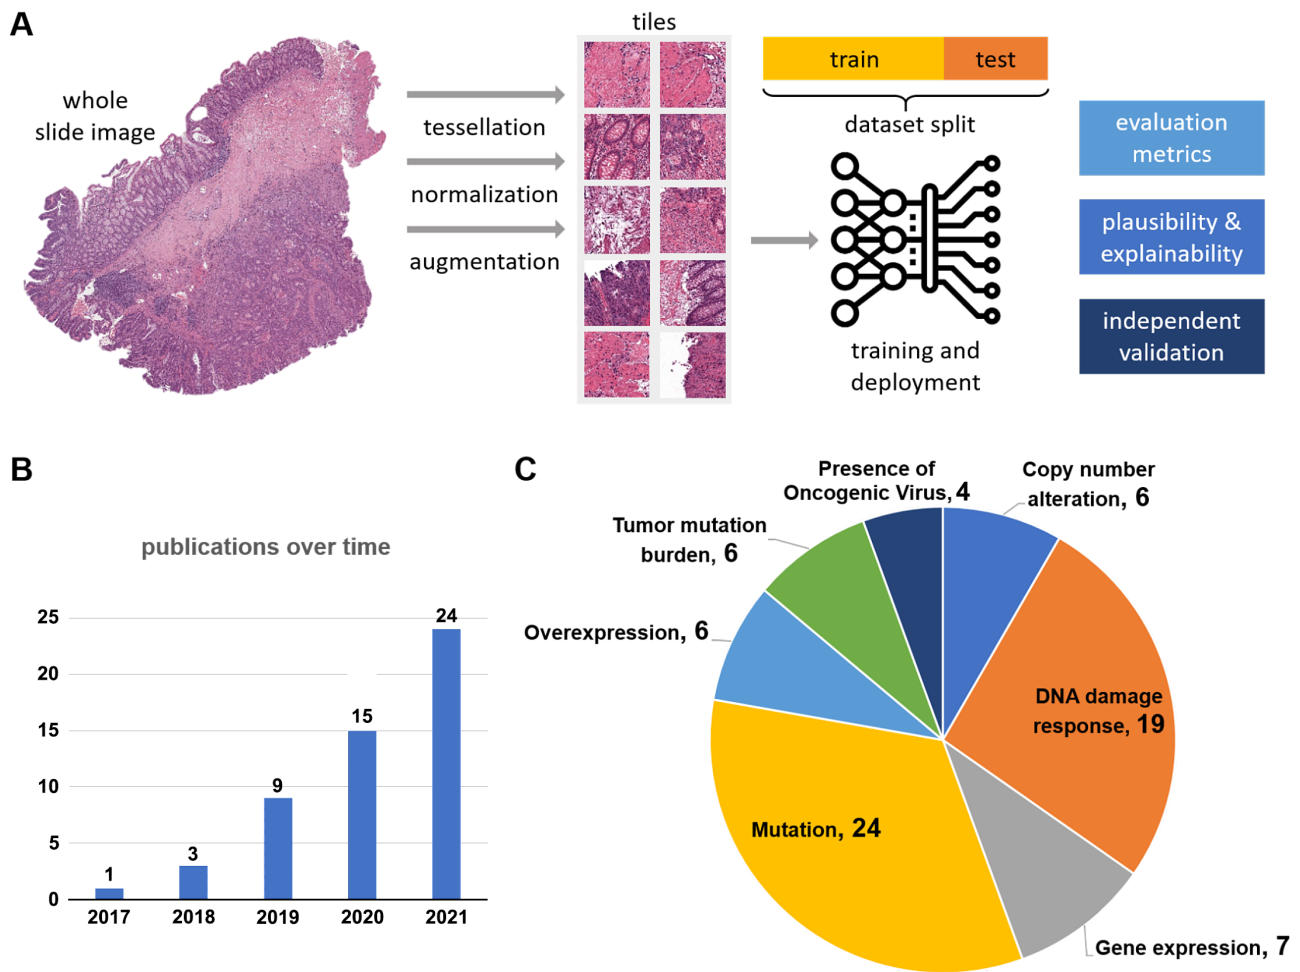 A
whole
slide image
tessellation
normalization
augmentation
tiles
train
test
dataset split
training and
deployment
evaluation
metrics
plausibility &
explainability
independent
validation
B
publications over time
25
20
15
10
5
0
1
3
9
15
24
2017
2018
2019
2020
2021
C
Presence of
Oncogenic Virus, 4
Copy number
alteration, 6
Tumor mutation
burden, 6
Overexpression, 6
DNA damage
response, 19
Mutation, 24
Gene expression, 7